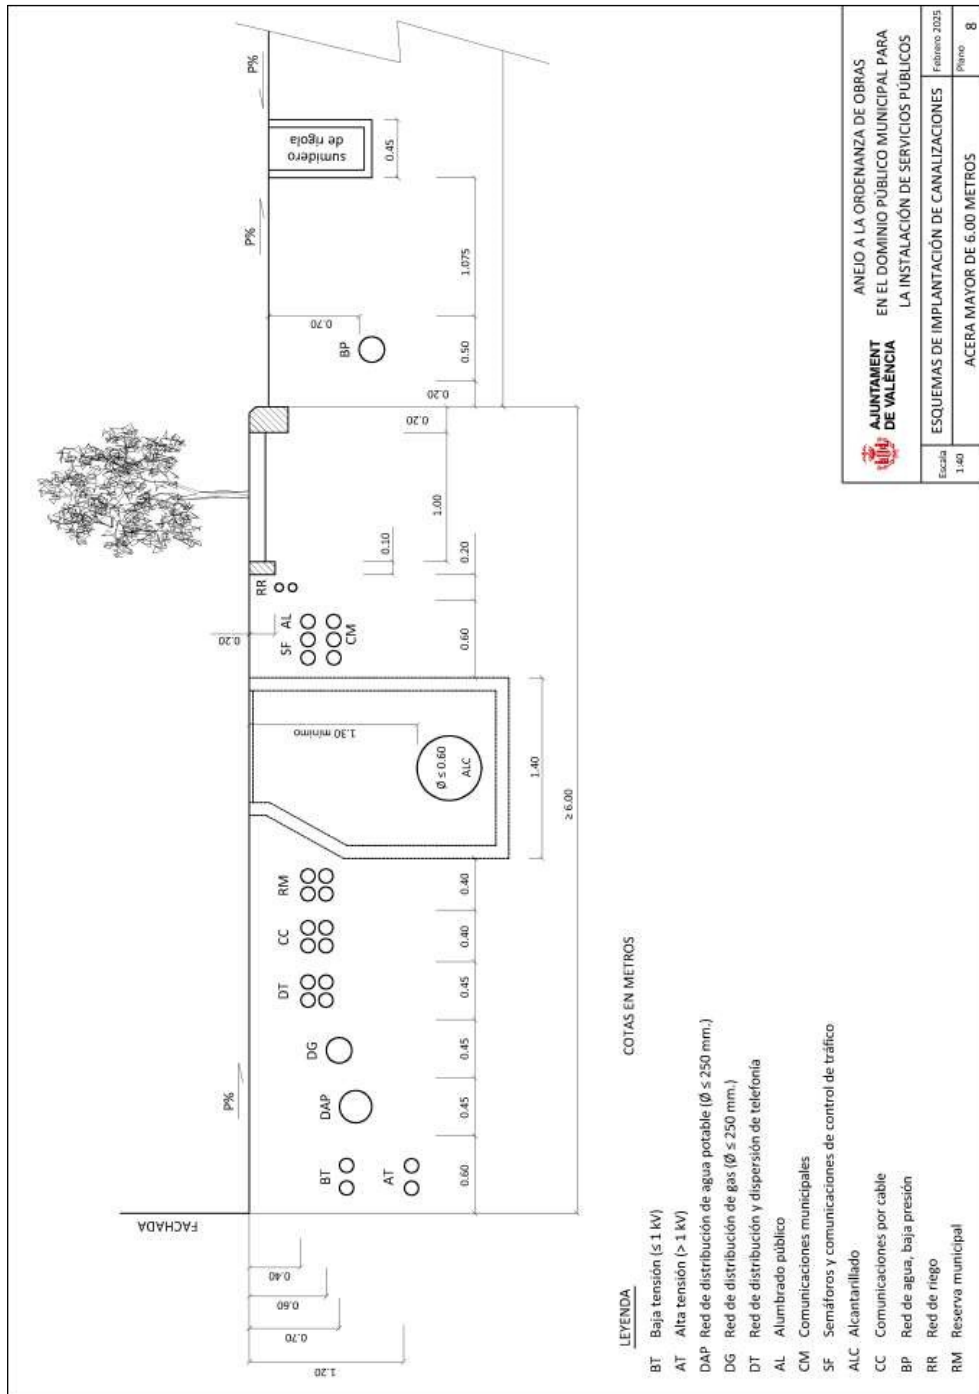 FACHADA
P%
P%
P%
sumidero
de rigola
BT
AT
DAP
DG
DT
CC
RM
SF
AL
CM
RR
BP
Ø ≤ 0.60
ALC
1.30 mínimo
0.20
0.70
0.40
0.60
0.70
1.20
0.60
0.45
0.45
0.45
0.40
0.40
1.40
0.60
0.20
0.10
1.00
0.20
0.20
0.50
1.075
0.45
≥ 6.00
LEYENDA
COTAS EN METROS
BT Baja tensión (≤ 1 kV)
AT Alta tensión (> 1 kV)
DAP Red de distribución de agua potable (Ø ≤ 250 mm.)
DG Red de distribución de gas (Ø ≤ 250 mm.)
DT Red de distribución y dispersión de telefonía
AL Alumbrado público
CM Comunicaciones municipales
SF Semáforos y comunicaciones de control de tráfico
ALC Alcantarillado
CC Comunicaciones por cable
BP Red de agua, baja presión
RR Red de riego
RM Reserva municipal
AJUNTAMENT
DE VALÈNCIA
ANEJO A LA ORDENANZA DE OBRAS
EN EL DOMINIO PÚBLICO MUNICIPAL PARA
LA INSTALACIÓN DE SERVICIOS PÚBLICOS
Escala
1:40
ESQUEMAS DE IMPLANTACIÓN DE CANALIZACIONES
Febrero 2025
ACERA MAYOR DE 6.00 METROS
Plano
8